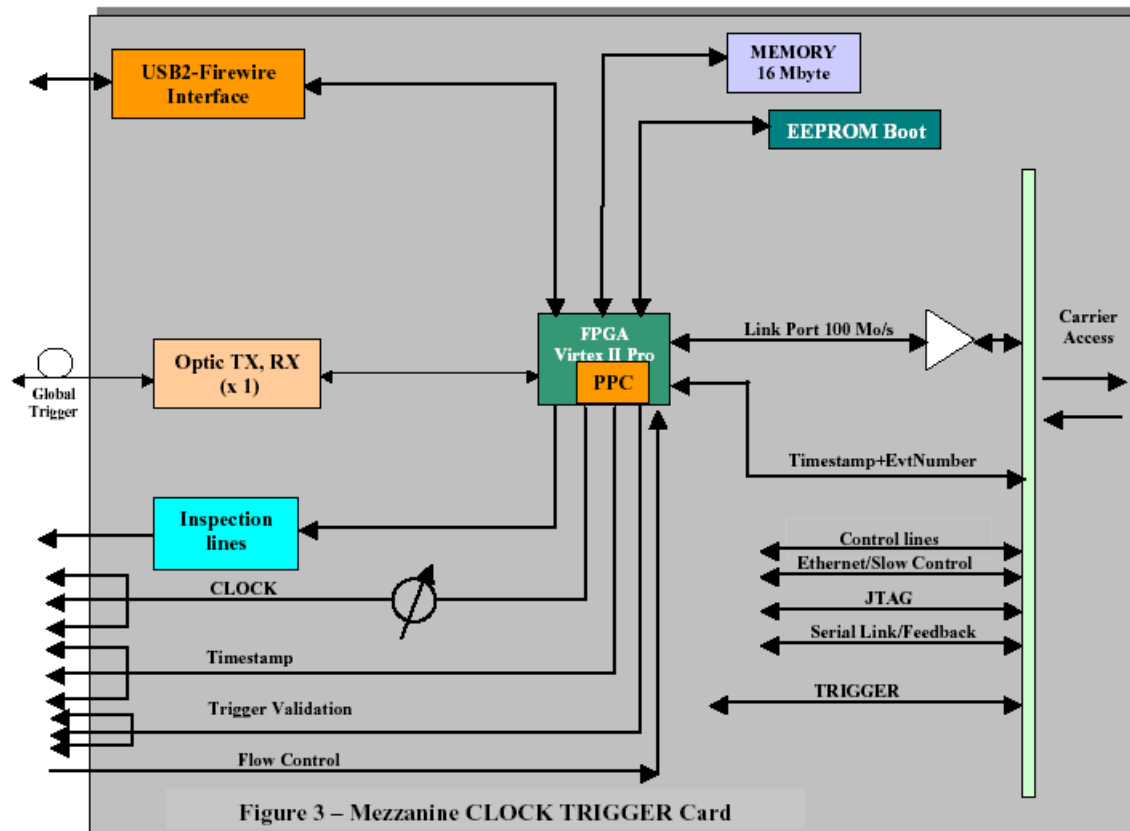 USB2-Firewire
Interface
MEMORY
16 Mbyte
EEPROM Boot
FPGA
Virtex II Pro
PPC
Link Port 100 Mo/s
Carrier
Access
Optic TX, RX
(x 1)
Global
Trigger
Timestamp+EvtNumber
Inspection
lines
Control lines
Ethernet/Slow Control
CLOCK
JTAG
Serial Link/Feedback
Timestamp
TRIGGER
Trigger Validation
Flow Control
Figure 3 – Mezzanine CLOCK TRIGGER Card